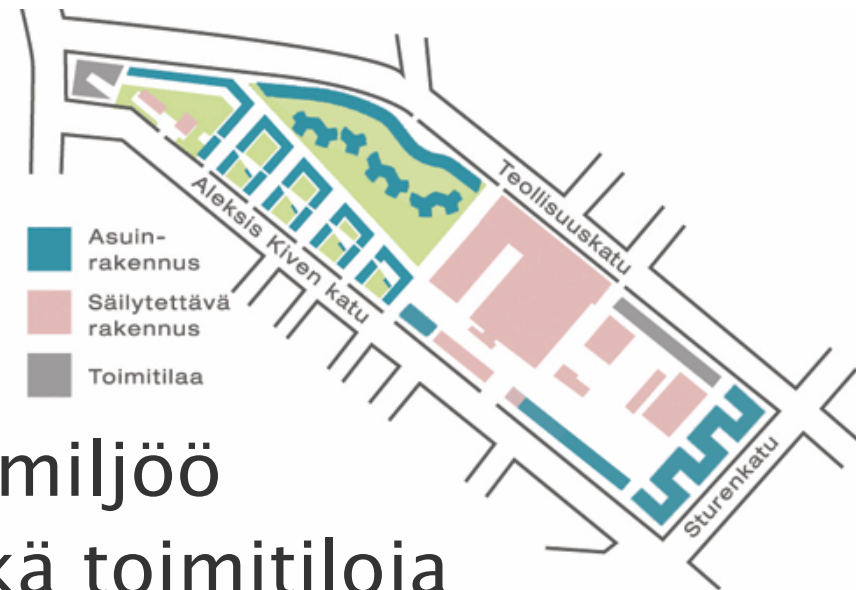 Teollisuuskatu
Aleksis Kiven katu
Sturenkatu
Asuin-
rakennus
Säilytettävä
rakennus
Toimitilaa
miljöö
kä toimitiloja